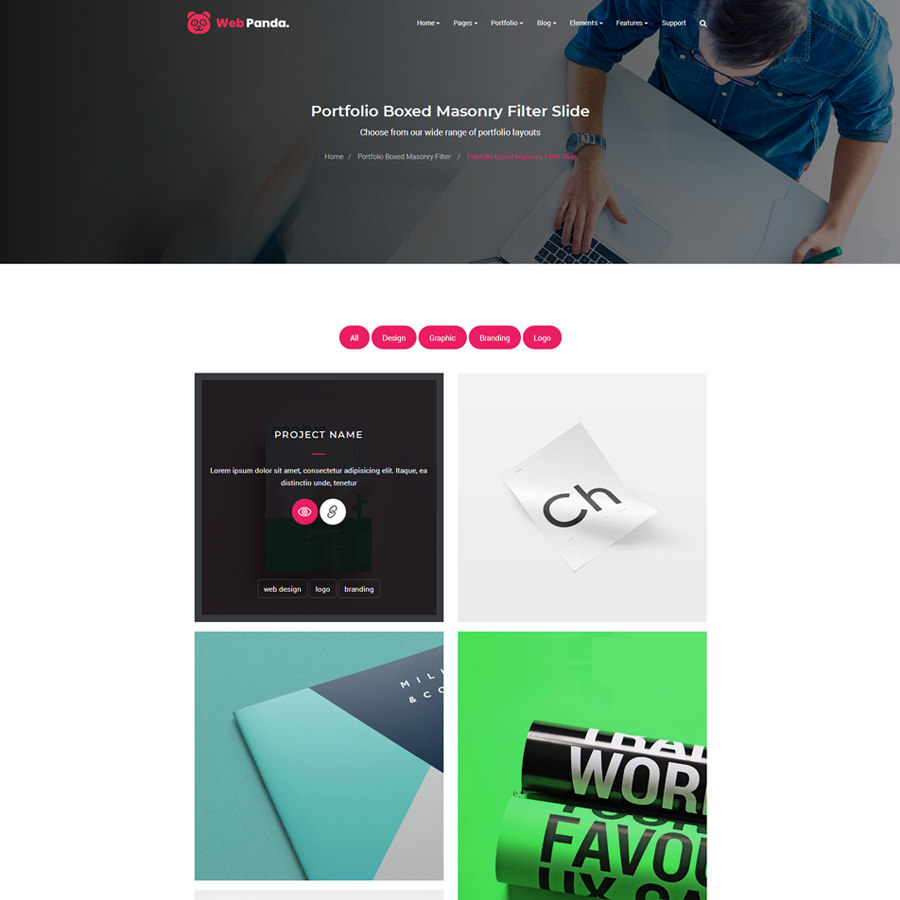 Web Panda.
Home Pages Portfolio Blog Elements Features Support
Portfolio Boxed Masonry Filter Slide
Choose from our wide range of portfolio layouts
Home / Portfolio Boxed Masonry Filter / Portfolio Boxed Masonry Filter Slide
All Design Graphic Branding Logo
PROJECT NAME
Lorem ipsum dolor sit amet, consectetur adipisicing elit. Itaque, ea
distinctio unde, tenetur
web design logo branding
Ch
MIL
& CO
WOR
FAVOU